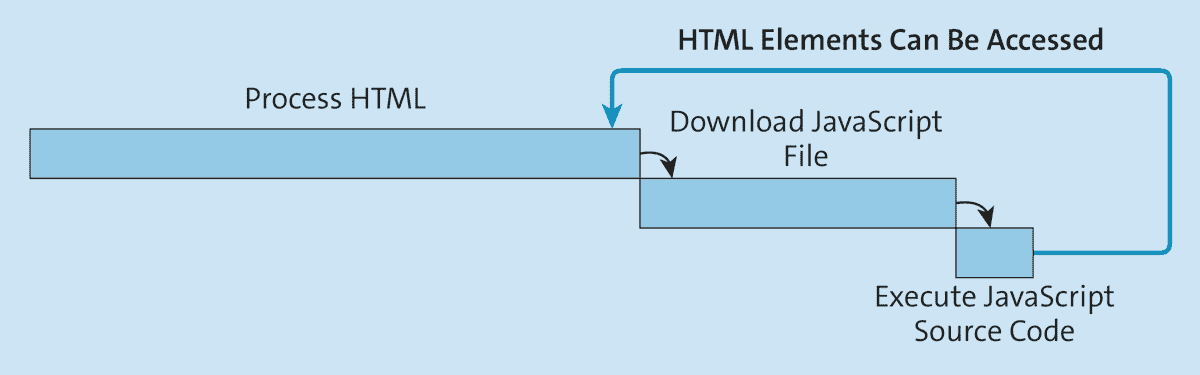 HTML Elements Can Be Accessed
Process HTML
Download JavaScript
File
Execute JavaScript
Source Code